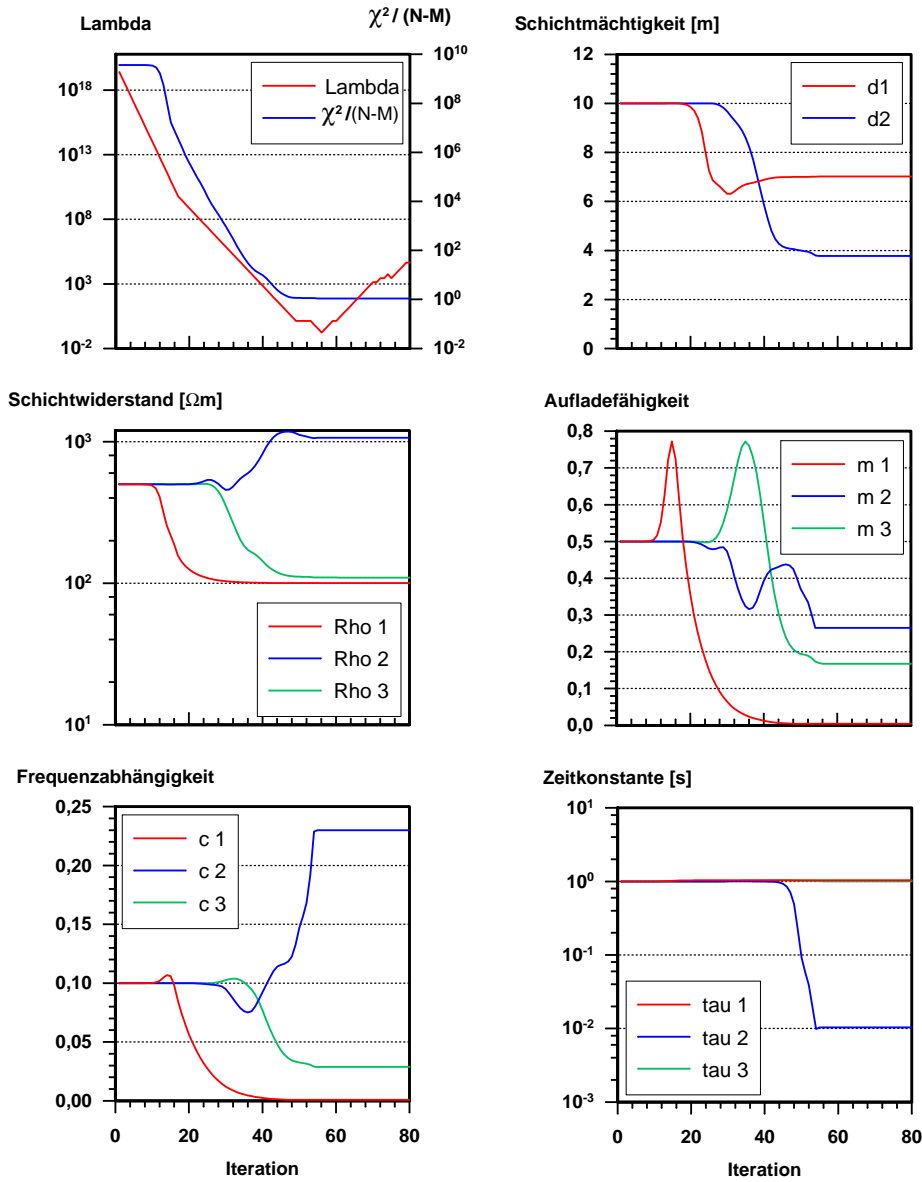 Lambda
χ² / (N-M)
10¹⁸
10¹³
10⁸
10³
10⁻²
10¹⁰
10⁸
10⁶
10⁴
10²
10⁰
10⁻²
Lambda
χ² /(N-M)
Schichtmächtigkeit [m]
12
10
8
6
4
2
0
d1
d2
Schichtwiderstand [Ωm]
10³
10²
10¹
Rho 1
Rho 2
Rho 3
Aufladefähigkeit
0,8
0,7
0,6
0,5
0,4
0,3
0,2
0,1
0,0
m 1
m 2
m 3
Frequenzabhängigkeit
0,25
0,20
0,15
0,10
0,05
0,00
c 1
c 2
c 3
0 20 40 60 80
Iteration
Zeitkonstante [s]
10¹
10⁰
10⁻¹
10⁻²
10⁻³
tau 1
tau 2
tau 3
0 20 40 60 80
Iteration